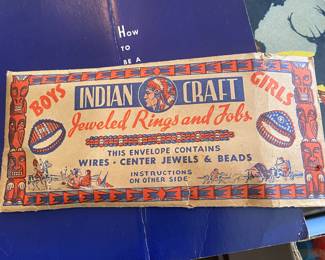 How
TO
BE A
BOYS
GIRLS
INDIAN CRAFT
Jeweled Rings and Fobs.
THIS ENVELOPE CONTAINS
WIRES · CENTER JEWELS & BEADS
INSTRUCTIONS
ON OTHER SIDE